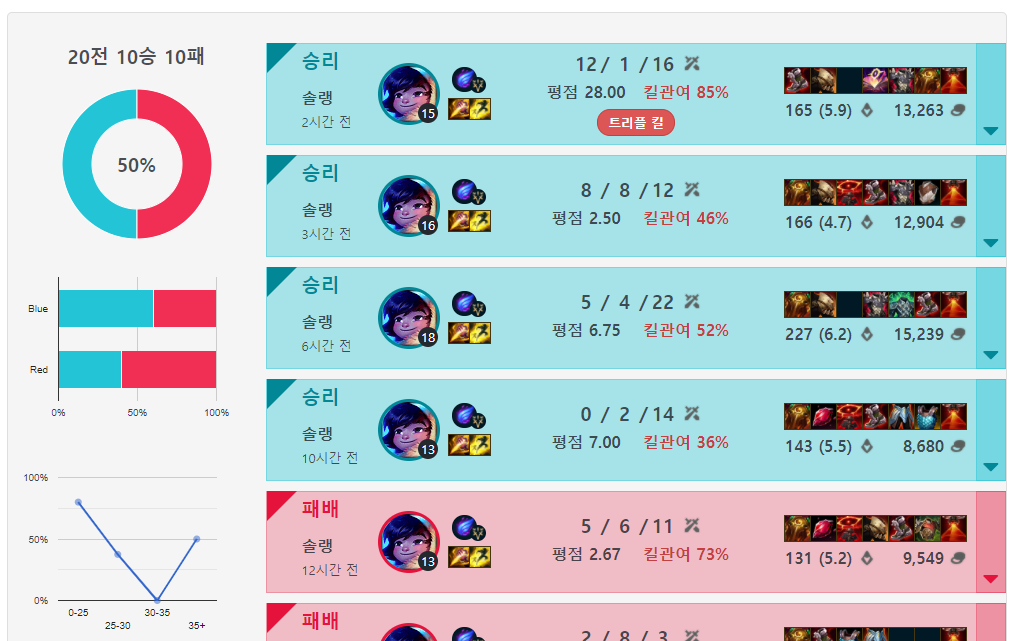 20전 10승 10패
50%
Blue
Red
0%
50%
100%
100%
50%
0%
0-25
25-30
30-35
35+
승리
솔랭
2시간 전
15
12 / 1 / 16
평점 28.00 킬관여 85%
트리플 킬
165 (5.9) 13,263
승리
솔랭
3시간 전
16
8 / 8 / 12
평점 2.50 킬관여 46%
166 (4.7) 12,904
승리
솔랭
6시간 전
18
5 / 4 / 22
평점 6.75 킬관여 52%
227 (6.2) 15,239
승리
솔랭
10시간 전
13
0 / 2 / 14
평점 7.00 킬관여 36%
143 (5.5) 8,680
패배
솔랭
12시간 전
13
5 / 6 / 11
평점 2.67 킬관여 73%
131 (5.2) 9,549
패배
2 / 8 / 3